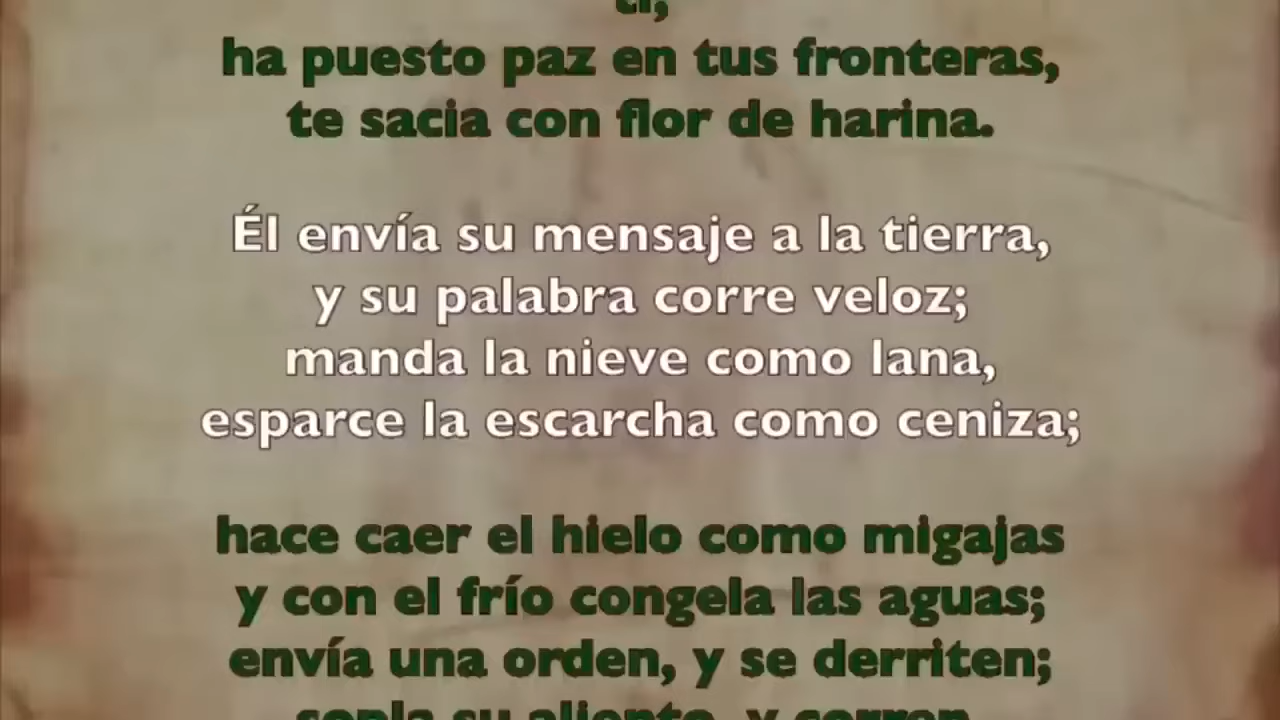 ti,
ha puesto paz en tus fronteras,
te sacia con flor de harina.
Él envía su mensaje a la tierra,
y su palabra corre veloz;
manda la nieve como lana,
esparce la escarcha como ceniza;
hace caer el hielo como migajas
y con el frío congela las aguas;
envía una orden, y se derriten;
sopla su aliento, y corren.